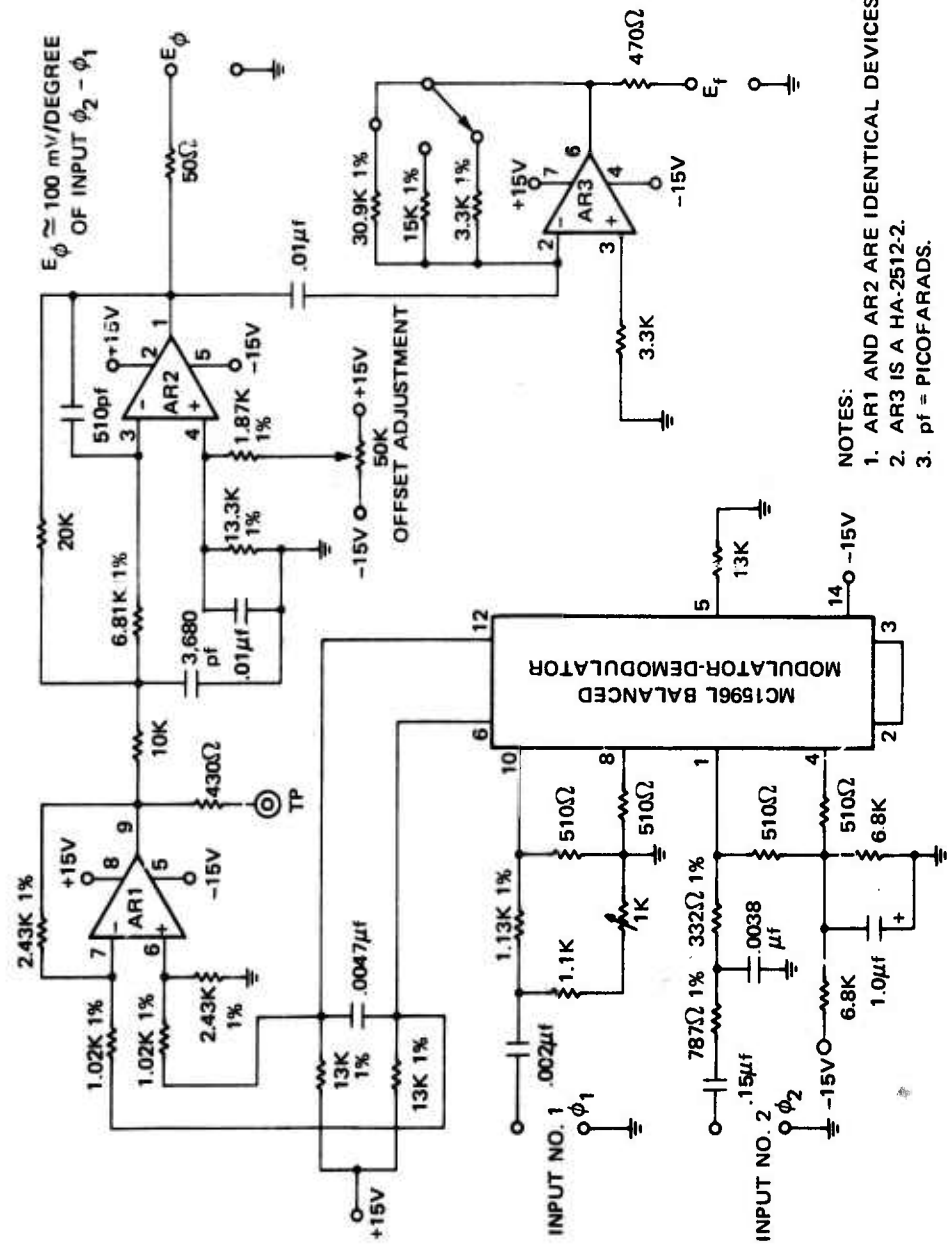 E_ϕ ≃ 100 mV/DEGREE
OF INPUT ϕ₂ - ϕ₁
2.43K 1%
+15V
8
7
AR1
9
6
5
-15V
1.02K 1%
1.02K 1%
2.43K
1%
430Ω
TP
10K
20K
510pf
6.81K 1%
3,680
pf
.01μf
+15V
2
3
AR2
1
4
5
-15V
13.3K
1%
1.87K
1%
-15V
50K
+15V
OFFSET ADJUSTMENT
50Ω
E_ϕ
.01μf
30.9K 1%
15K 1%
3.3K 1%
+15V
7
2
AR3
6
3
4
-15V
3.3K
470Ω
E_f
+15V
13K
1%
13K 1%
.0047μf
INPUT NO. 1
ϕ₁
.002μf
1.13K 1%
1.1K
1K
510Ω
510Ω
INPUT NO. 2
ϕ₂
.15μf
787Ω 1%
332Ω 1%
.0038
μf
510Ω
510Ω
-15V
6.8K
1.0μf
+
6.8K
6
12
10
8
1
4
2
3
5
14
MC1596L BALANCED
MODULATOR-DEMODULATOR
13K
-15V
NOTES:
1. AR1 AND AR2 ARE IDENTICAL DEVICES
2. AR3 IS A HA-2512-2.
3. pf = PICOFARADS.